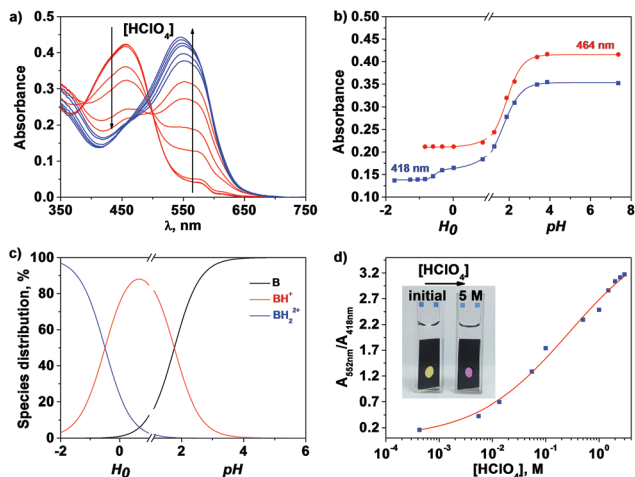 a)
[HClO4]
0.5
0.4
0.3
0.2
0.1
0.0
Absorbance
350 450 550 650 750
λ, nm
b)
0.50
0.45
0.40
0.35
0.30
0.25
0.20
0.15
0.10
Absorbance
464 nm
418 nm
-2 0 2 4 6 8
H0 pH
c)
100
80
60
40
20
0
Species distribution, %
B
BH+
BH2 2+
-2 0 2 4 6
H0 pH
d)
[HClO4]
initial 5 M
3.2
2.7
2.2
1.7
1.2
0.7
0.2
A552nm/A418nm
10-4 10-3 10-2 10-1 100 101
[HClO4], M